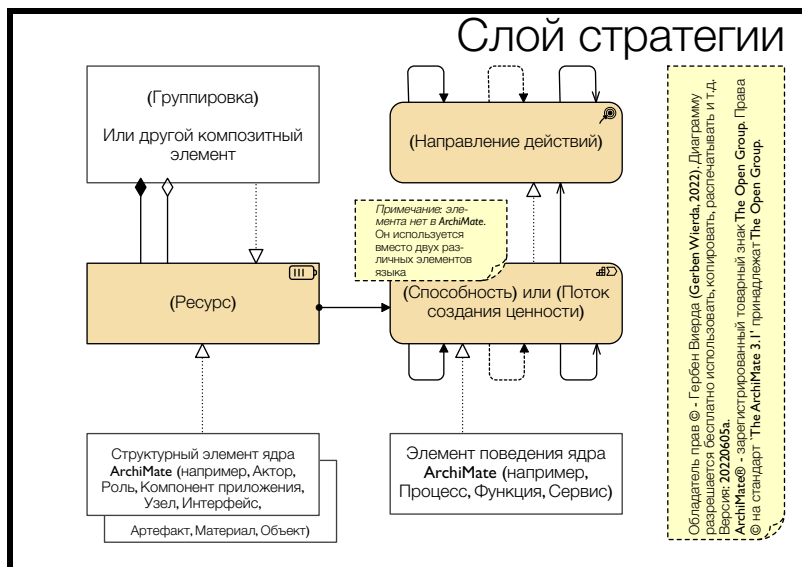 Слой стратегии
(Группировка)
Или другой композитный
элемент
(Направление действий)
Примечание: эле-
мента нет в ArchiMate.
Он используется
вместо двух раз-
личных элементов
языка
(Ресурс)
(Способность) или (Поток
создания ценности)
Структурный элемент ядра
ArchiMate (например, Актор,
Роль, Компонент приложения,
Узел, Интерфейс,
Артефакт, Материал, Объект)
Элемент поведения ядра
ArchiMate (например,
Процесс, Функция, Сервис)
Обладатель прав © - Гербен Виерда (Gerben Wierda, 2022). Диаграмму
разрешается бесплатно использовать, копировать, распечатывать и т.д.
Версия: 20220605a.
ArchiMate® - зарегистрированный товарный знак The Open Group. Права
© на стандарт `The ArchiMate 3.1` принадлежат The Open Group.